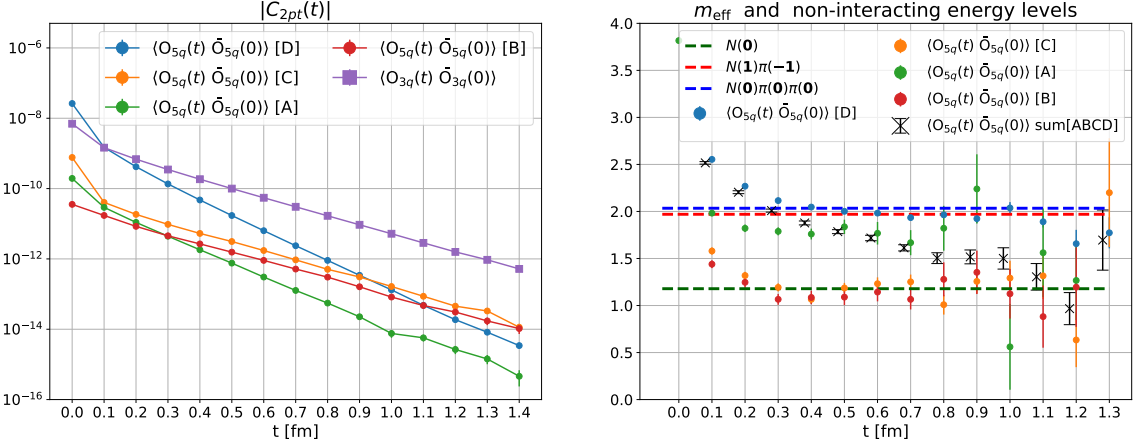 |C₂ₚₜ(t)|
⟨O₅q(t) Ō₅q(0)⟩ [D]
⟨O₅q(t) Ō₅q(0)⟩ [C]
⟨O₅q(t) Ō₅q(0)⟩ [A]
⟨O₅q(t) Ō₅q(0)⟩ [B]
⟨O₃q(t) Ō₃q(0)⟩
10⁻⁶
10⁻⁸
10⁻¹⁰
10⁻¹²
10⁻¹⁴
10⁻¹⁶
0.0 0.1 0.2 0.3 0.4 0.5 0.6 0.7 0.8 0.9 1.0 1.1 1.2 1.3 1.4
t [fm]
m_eff and non-interacting energy levels
N(0)
N(1)π(−1)
N(0)π(0)π(0)
⟨O₅q(t) Ō₅q(0)⟩ [D]
⟨O₅q(t) Ō₅q(0)⟩ [C]
⟨O₅q(t) Ō₅q(0)⟩ [A]
⟨O₅q(t) Ō₅q(0)⟩ [B]
⟨O₅q(t) Ō₅q(0)⟩ sum[ABCD]
4.0
3.5
3.0
2.5
2.0
1.5
1.0
0.5
0.0
0.0 0.1 0.2 0.3 0.4 0.5 0.6 0.7 0.8 0.9 1.0 1.1 1.2 1.3
t [fm]